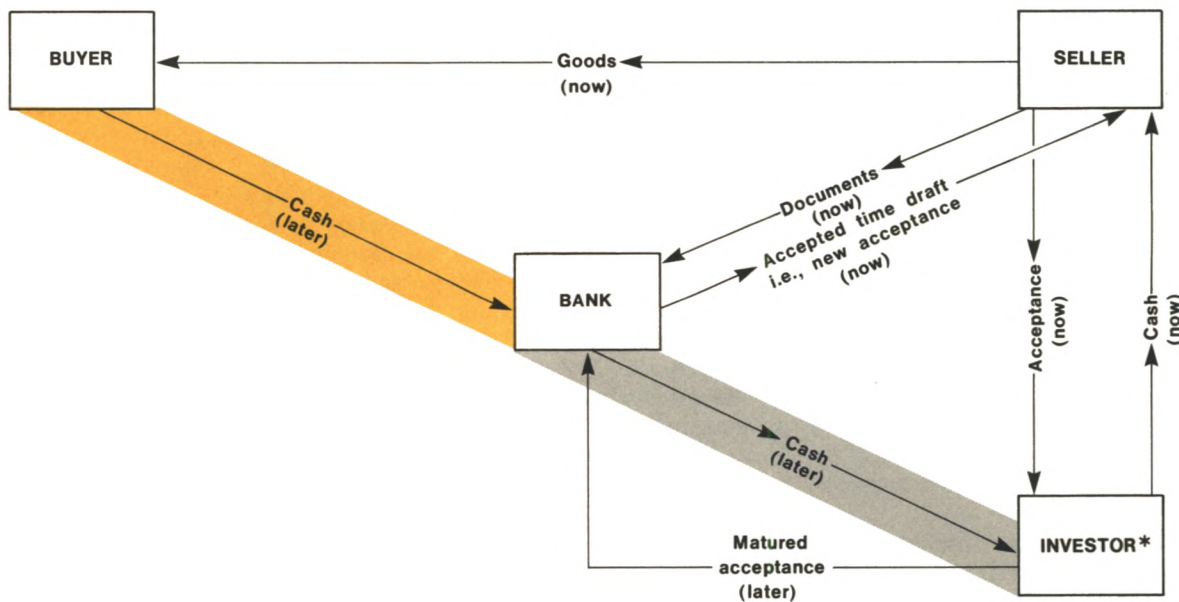 BUYER
SELLER
Goods
(now)
Documents
(now)
Accepted time draft
i.e., new acceptance
(now)
Cash
(later)
BANK
Acceptance
(now)
Cash
(now)
Cash
(later)
Matured
acceptance
(later)
INVESTOR*